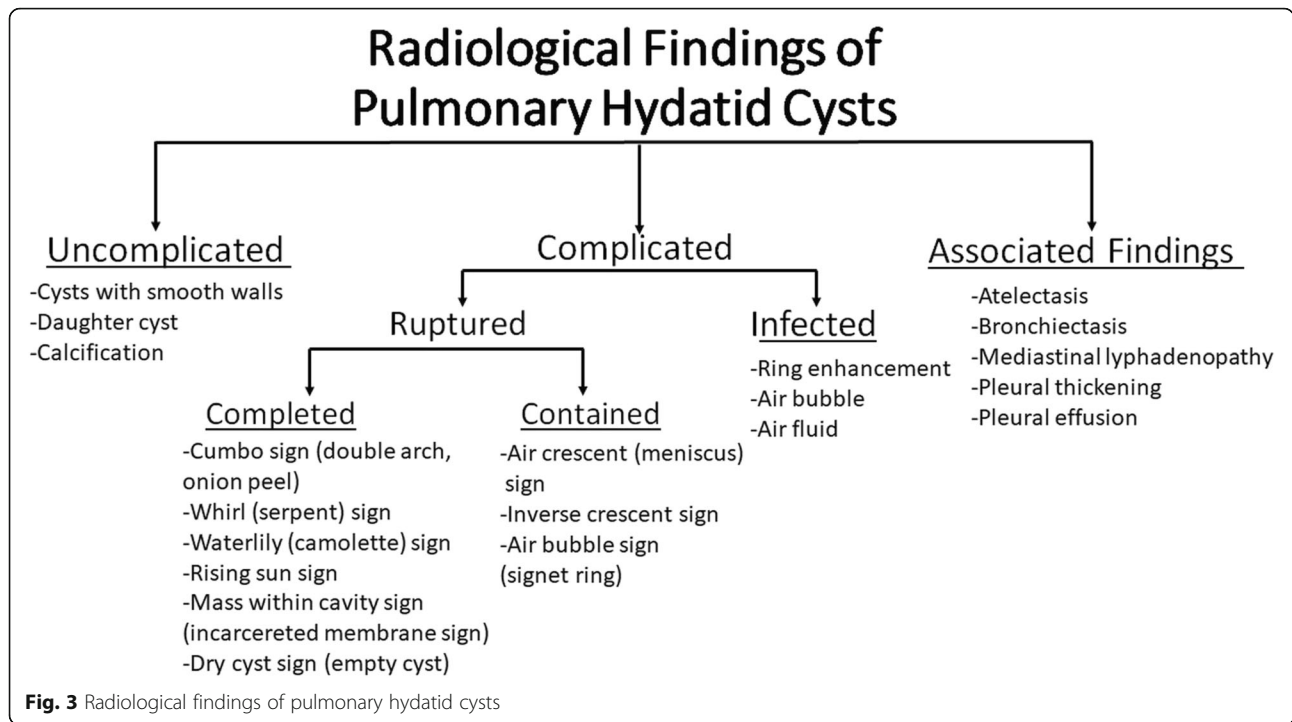 Radiological Findings of
Pulmonary Hydatid Cysts
Uncomplicated
-Cysts with smooth walls
-Daughter cyst
-Calcification
Complicated
Ruptured
Completed
-Cumbo sign (double arch,
onion peel)
-Whirl (serpent) sign
-Waterlily (camolette) sign
-Rising sun sign
-Mass within cavity sign
(incarcereted membrane sign)
-Dry cyst sign (empty cyst)
Contained
-Air crescent (meniscus)
sign
-Inverse crescent sign
-Air bubble sign
(signet ring)
Infected
-Ring enhancement
-Air bubble
-Air fluid
Associated Findings
-Atelectasis
-Bronchiectasis
-Mediastinal lyphadenopathy
-Pleural thickening
-Pleural effusion
Fig. 3 Radiological findings of pulmonary hydatid cysts